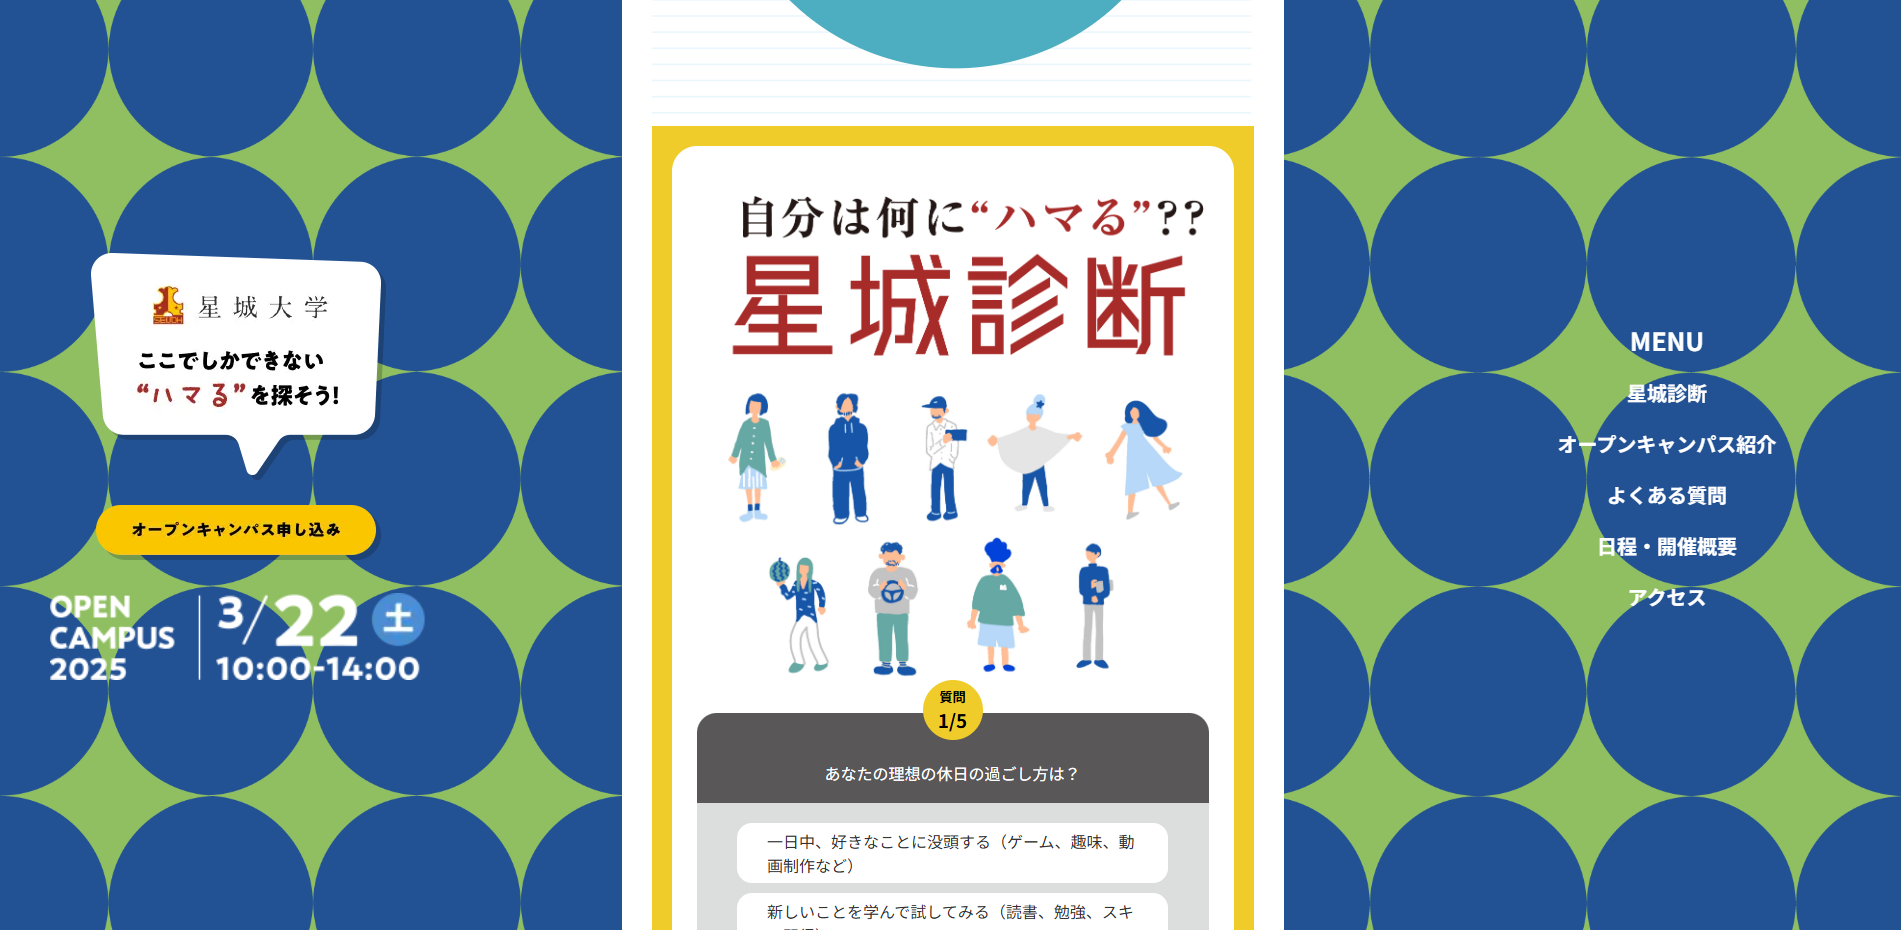 星城大学
ここでしかできない
“ハマる”を探そう!
オープンキャンパス申し込み
OPEN
CAMPUS
2025
3/22 土
10:00-14:00
自分は何に“ハマる”??
星城診断
質問
1/5
あなたの理想の休日の過ごし方は？
一日中、好きなことに没頭する（ゲーム、趣味、動
画制作など）
新しいことを学んで試してみる（読書、勉強、スキ
MENU
星城診断
オープンキャンパス紹介
よくある質問
日程・開催概要
アクセス